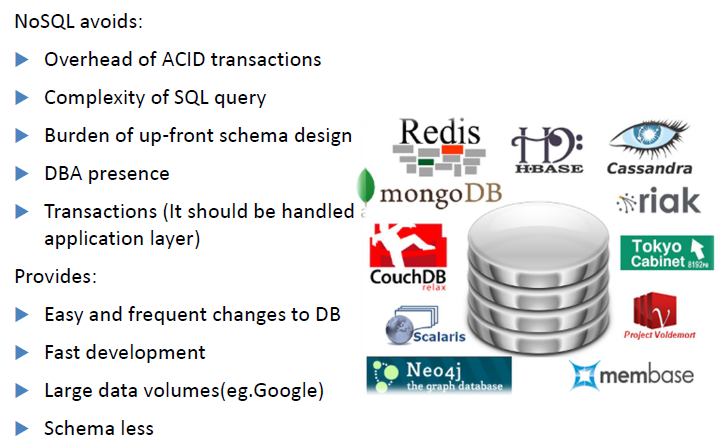 NoSQL avoids:
Overhead of ACID transactions
Complexity of SQL query
Burden of up-front schema design
DBA presence
Transactions (It should be handled
application layer)
Provides:
Easy and frequent changes to DB
Fast development
Large data volumes(eg.Google)
Schema less
Redis
HBASE
Cassandra
mongoDB
riak
CouchDB
relax
Tokyo
Cabinet 8192PB
Scalaris
Project Voldemort
Neo4j
the graph database
membase